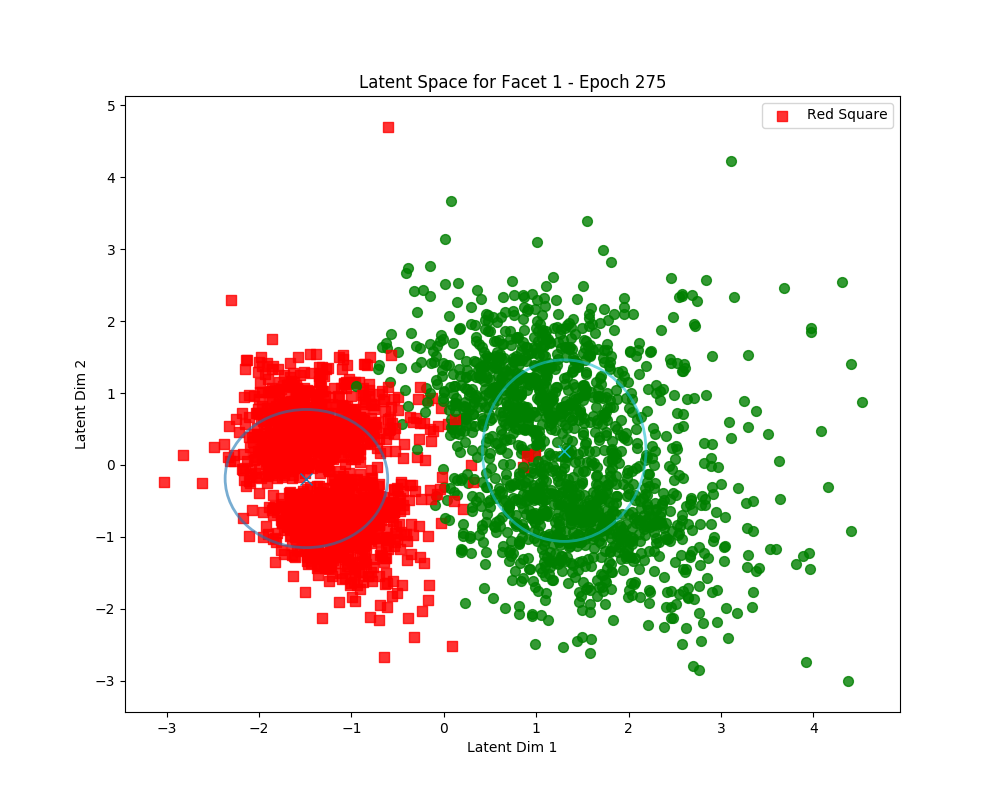 Latent Space for Facet 1 - Epoch 275
Red Square
5
4
3
2
1
0
−1
−2
−3
Latent Dim 2
−3 −2 −1 0 1 2 3 4
Latent Dim 1